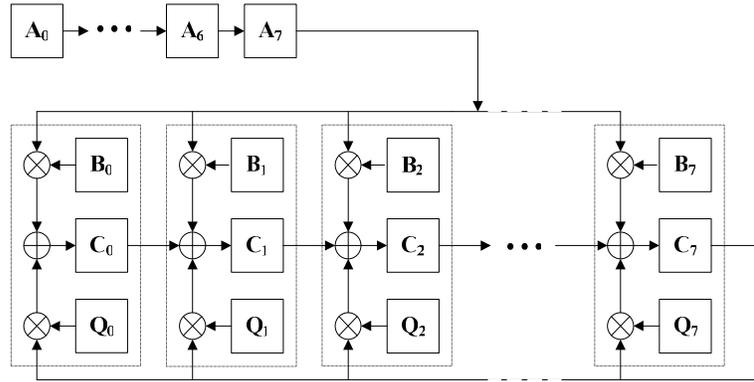 A₀ ••• A₆ A₇
B₀ B₁ B₂ B₇
C₀ C₁ C₂ ••• C₇
Q₀ Q₁ Q₂ Q₇